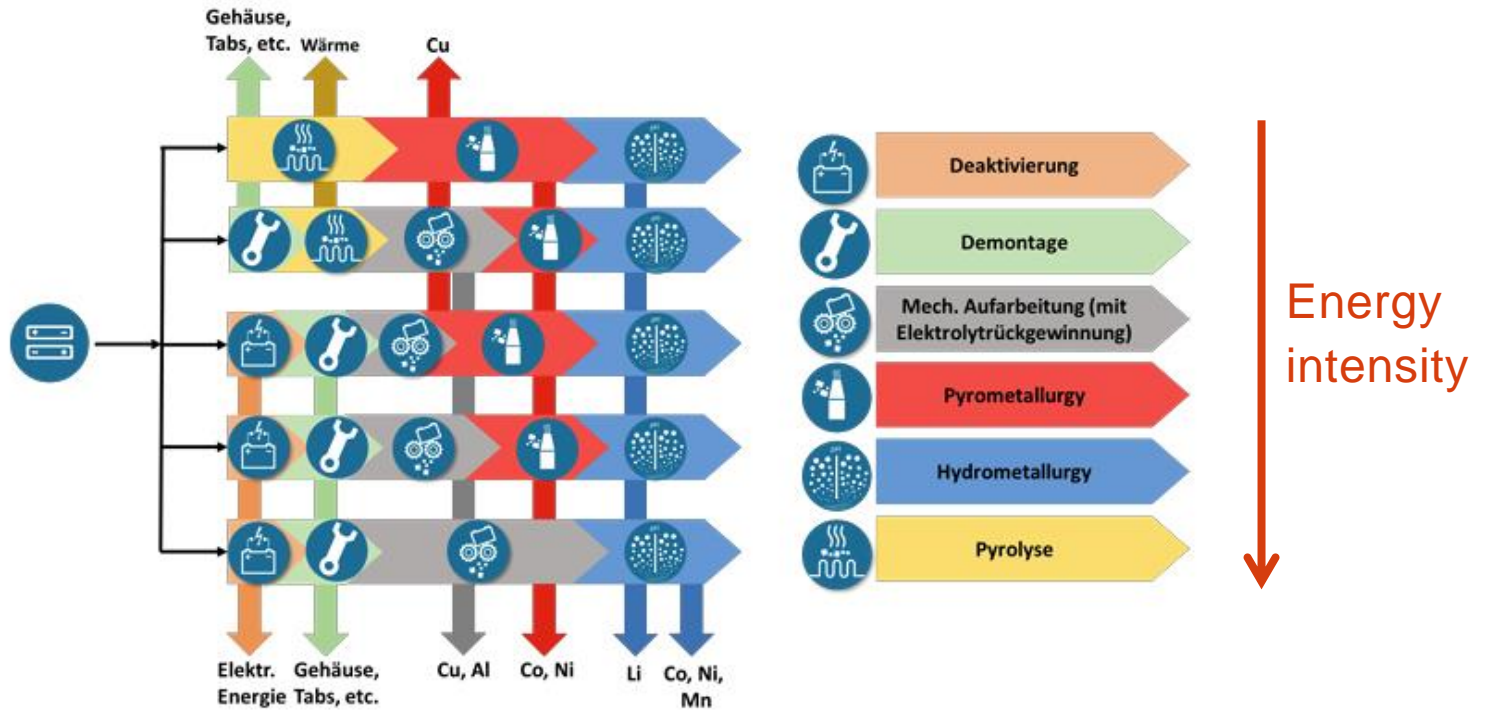 Gehäuse,
Tabs, etc.
Wärme
Cu
Elektr.
Energie
Gehäuse,
Tabs, etc.
Cu, Al
Co, Ni
Li
Co, Ni,
Mn
Deaktivierung
Demontage
Mech. Aufarbeitung (mit
Elektrolytrückgewinnung)
Pyrometallurgy
Hydrometallurgy
Pyrolyse
Energy
intensity